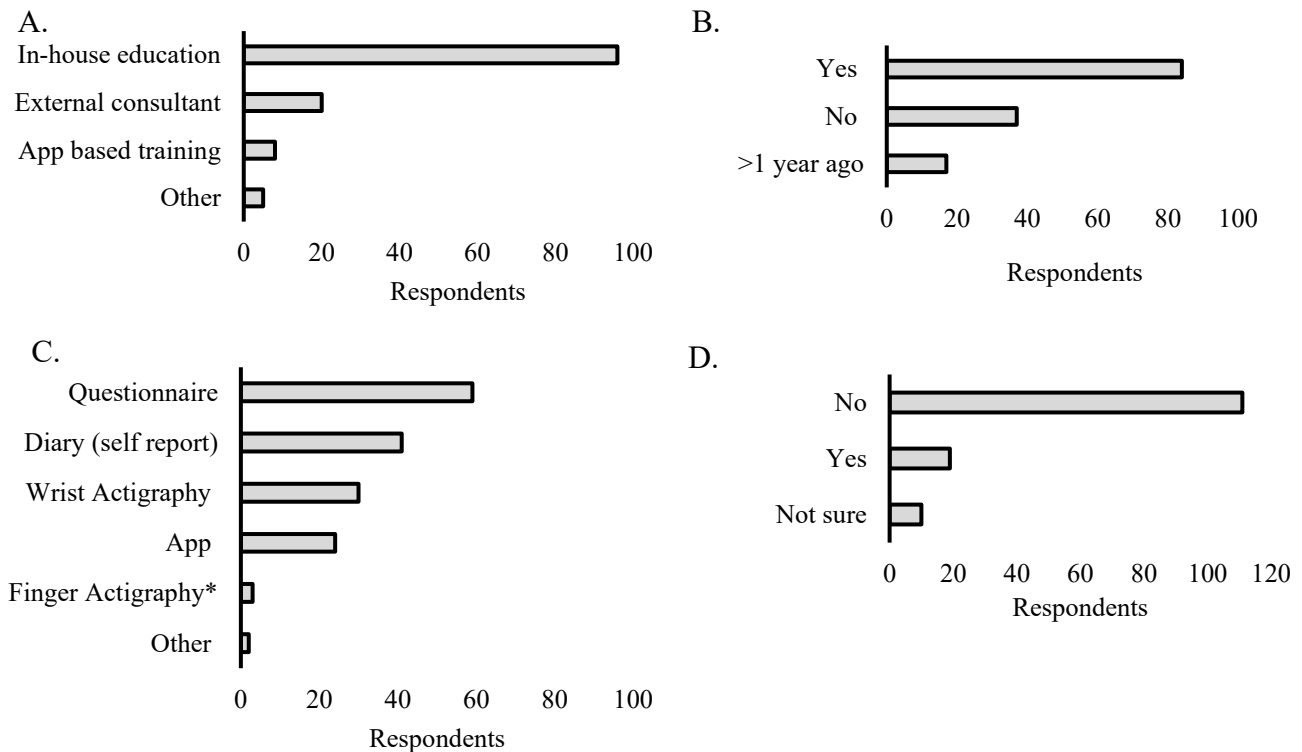 A.
In-house education
External consultant
App based training
Other
0 20 40 60 80 100
Respondents
B.
Yes
No
>1 year ago
0 20 40 60 80 100
Respondents
C.
Questionnaire
Diary (self report)
Wrist Actigraphy
App
Finger Actigraphy*
Other
0 20 40 60 80 100
Respondents
D.
No
Yes
Not sure
0 20 40 60 80 100 120
Respondents